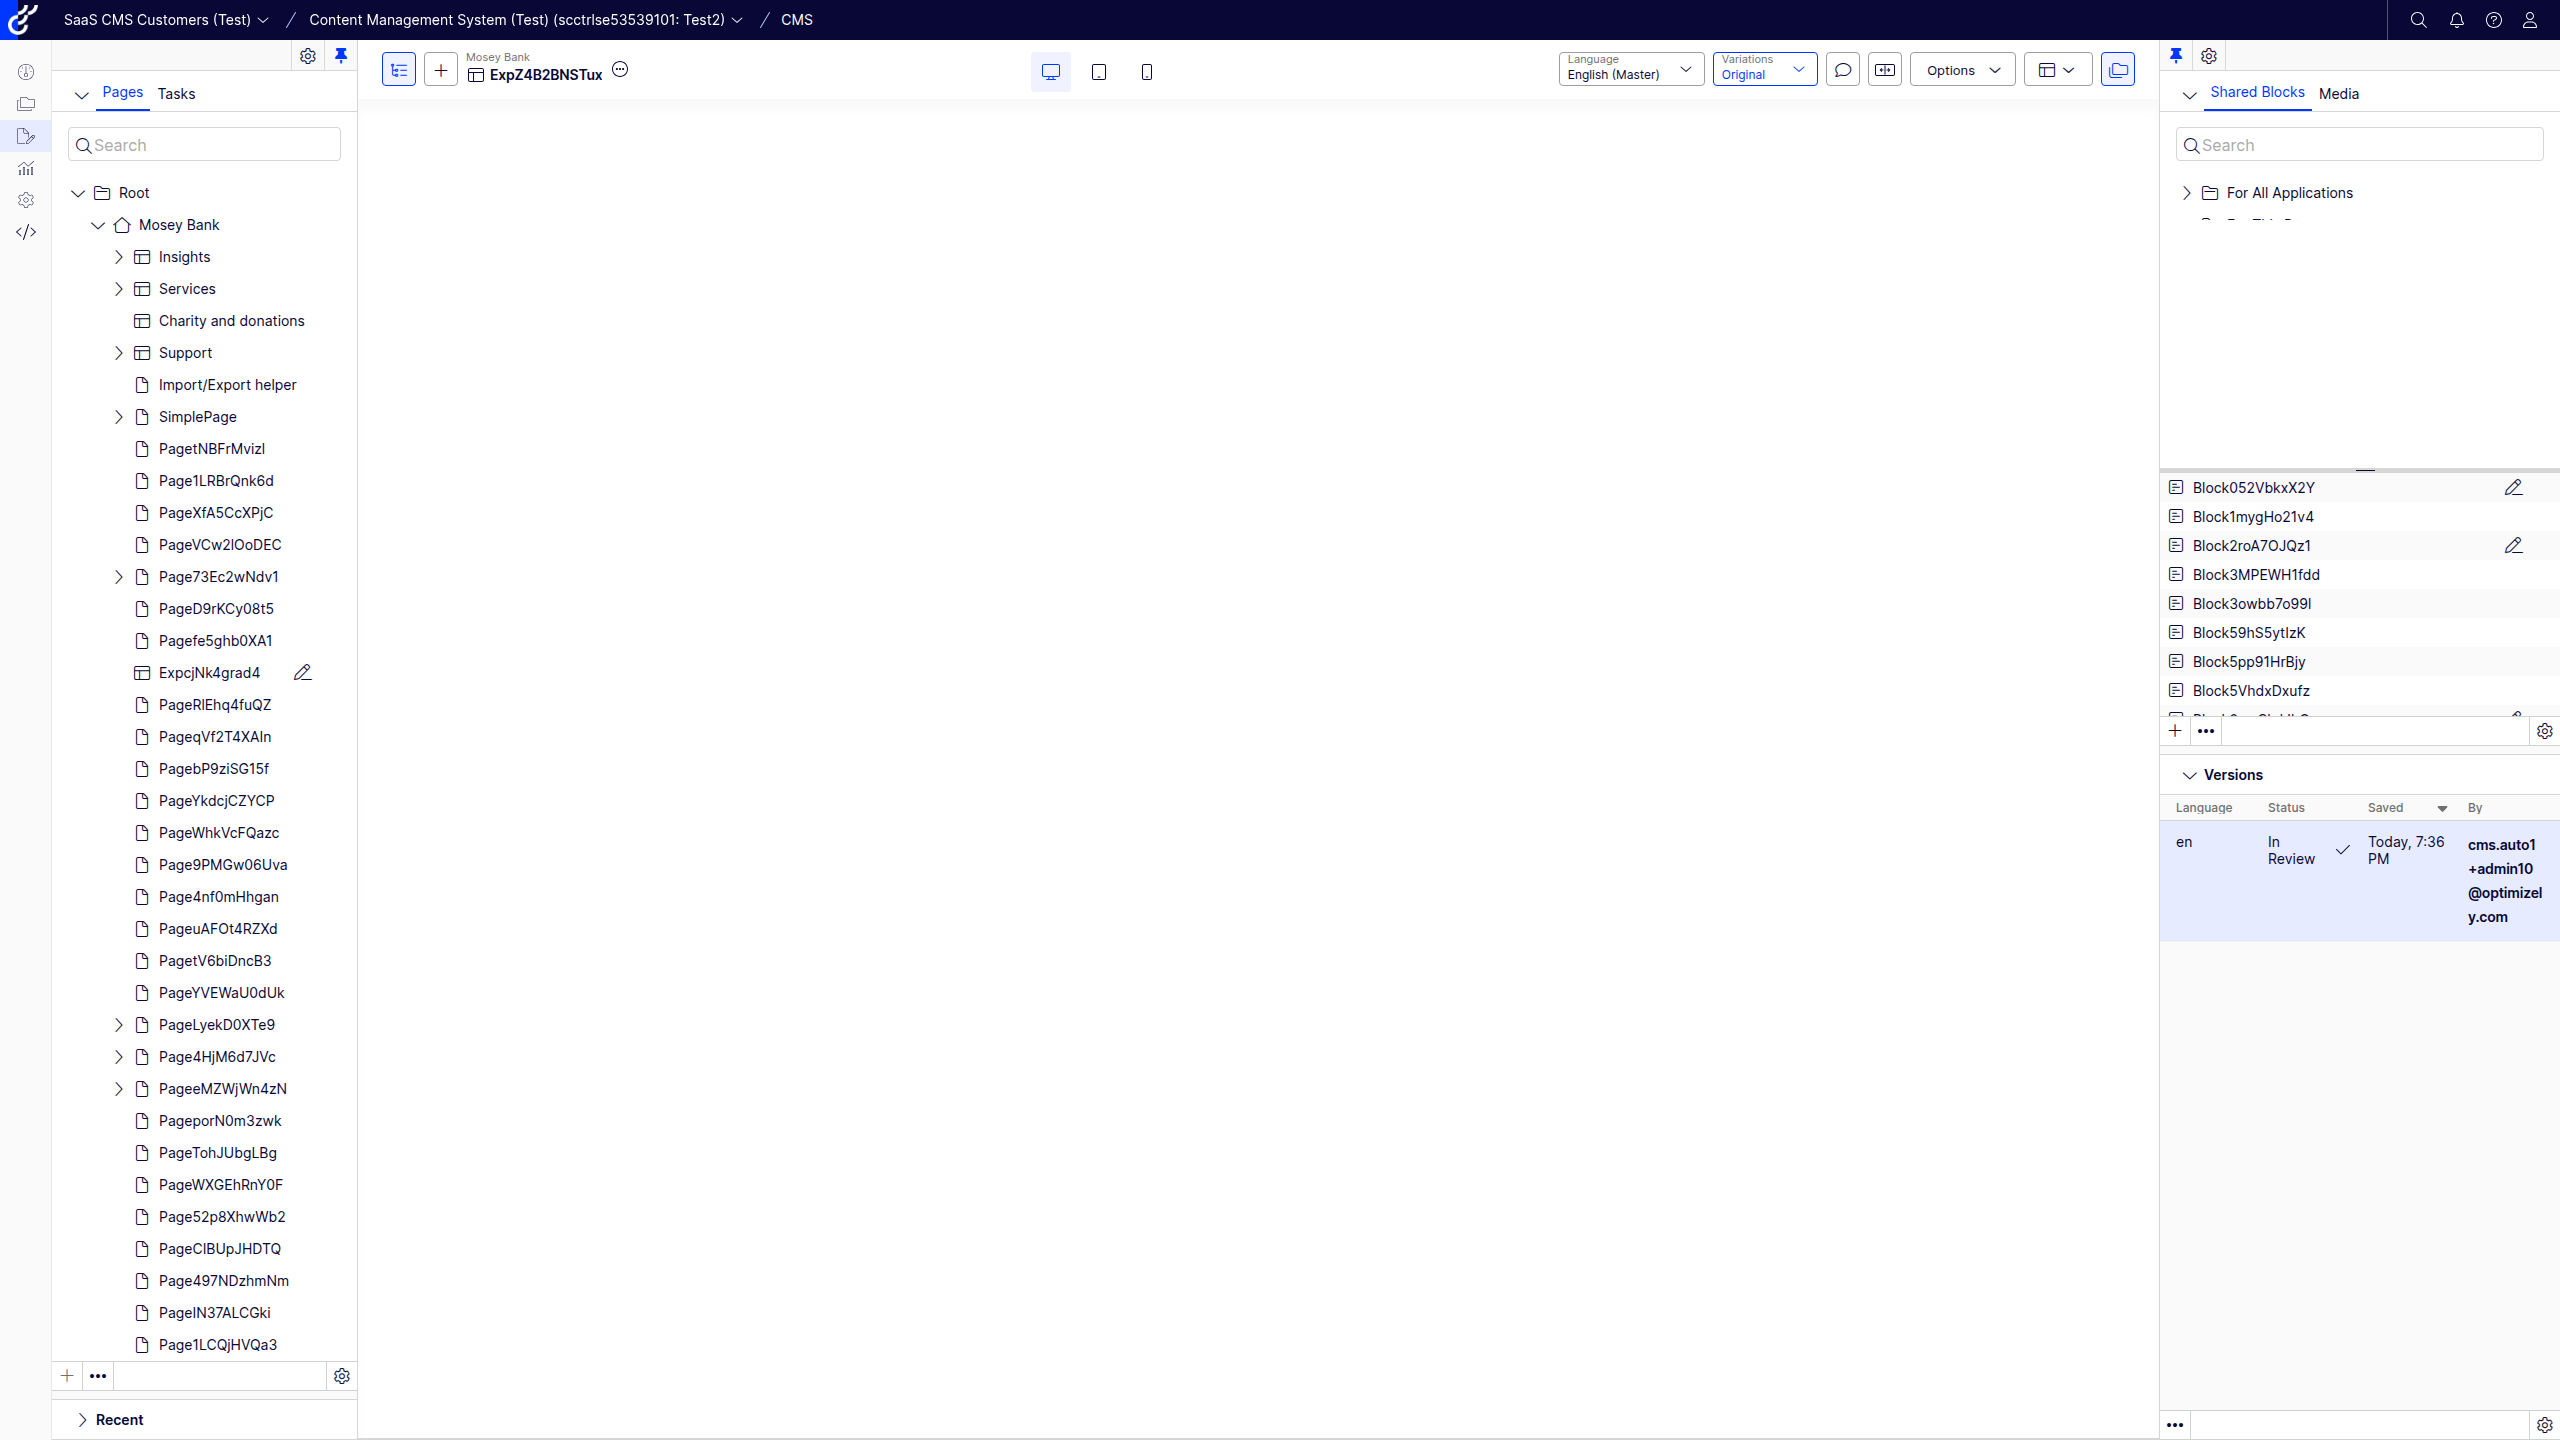 SaaS CMS Customers (Test)
Content Management System (Test) (scctrlse53539101: Test2)
CMS
Pages
Tasks
Search
Root
Mosey Bank
Insights
Services
Charity and donations
Support
Import/Export helper
SimplePage
PagetNBFrMvizl
Page1LRBrQnk6d
PageXfA5CcXPjC
PageVCw2lOoDEC
Page73Ec2wNdv1
PageD9rKCy08t5
Pagefe5ghb0XA1
ExpcjNk4grad4
PageRlEhq4fuQZ
PageqVf2T4XAln
PagebP9ziSG15f
PageYkdcjCZYCP
PageWhkVcFQazc
Page9PMGw06Uva
Page4nf0mHhgan
PageuAFOt4RZXd
PagetV6biDncB3
PageYVEWaU0dUk
PageLyekD0XTe9
Page4HjM6d7JVc
PageeMZWjWn4zN
PageporN0m3zwk
PageTohJUbgLBg
PageWXGEhRnY0F
Page52p8XhwWb2
PageClBUpJHDTQ
Page497NDzhmNm
PageIN37ALCGki
Page1LCQjHVQa3
Recent
Mosey Bank
ExpZ4B2BNSTux
Language
English (Master)
Variations
Original
Options
Shared Blocks
Media
Search
For All Applications
Block052VbkxX2Y
Block1mygHo21v4
Block2roA7OJQz1
Block3MPEWH1fdd
Block3owbb7o99l
Block59hS5ytIzK
Block5pp91HrBjy
Block5VhdxDxufz
Versions
Language
Status
Saved
By
en
In
Review
Today, 7:36
PM
cms.auto1
+admin10
@optimizel
y.com